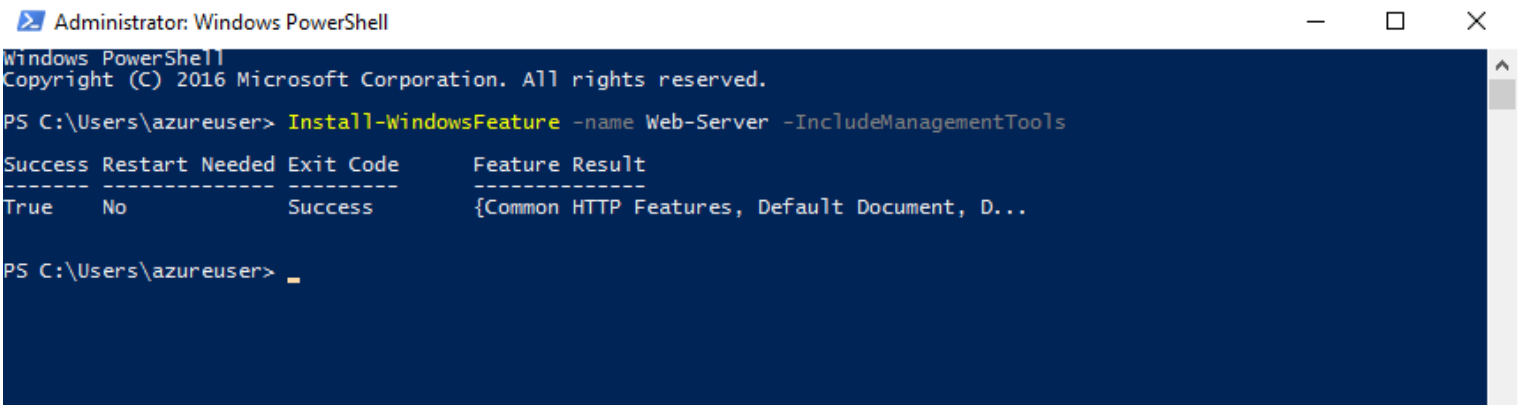 Administrator: Windows PowerShell
Windows PowerShell
Copyright (C) 2016 Microsoft Corporation. All rights reserved.
PS C:\Users\azureuser> Install-WindowsFeature -name Web-Server -IncludeManagementTools
Success Restart Needed Exit Code      Feature Result
------- -------------- ---------      --------------
True    No             Success        {Common HTTP Features, Default Document, D...
PS C:\Users\azureuser>